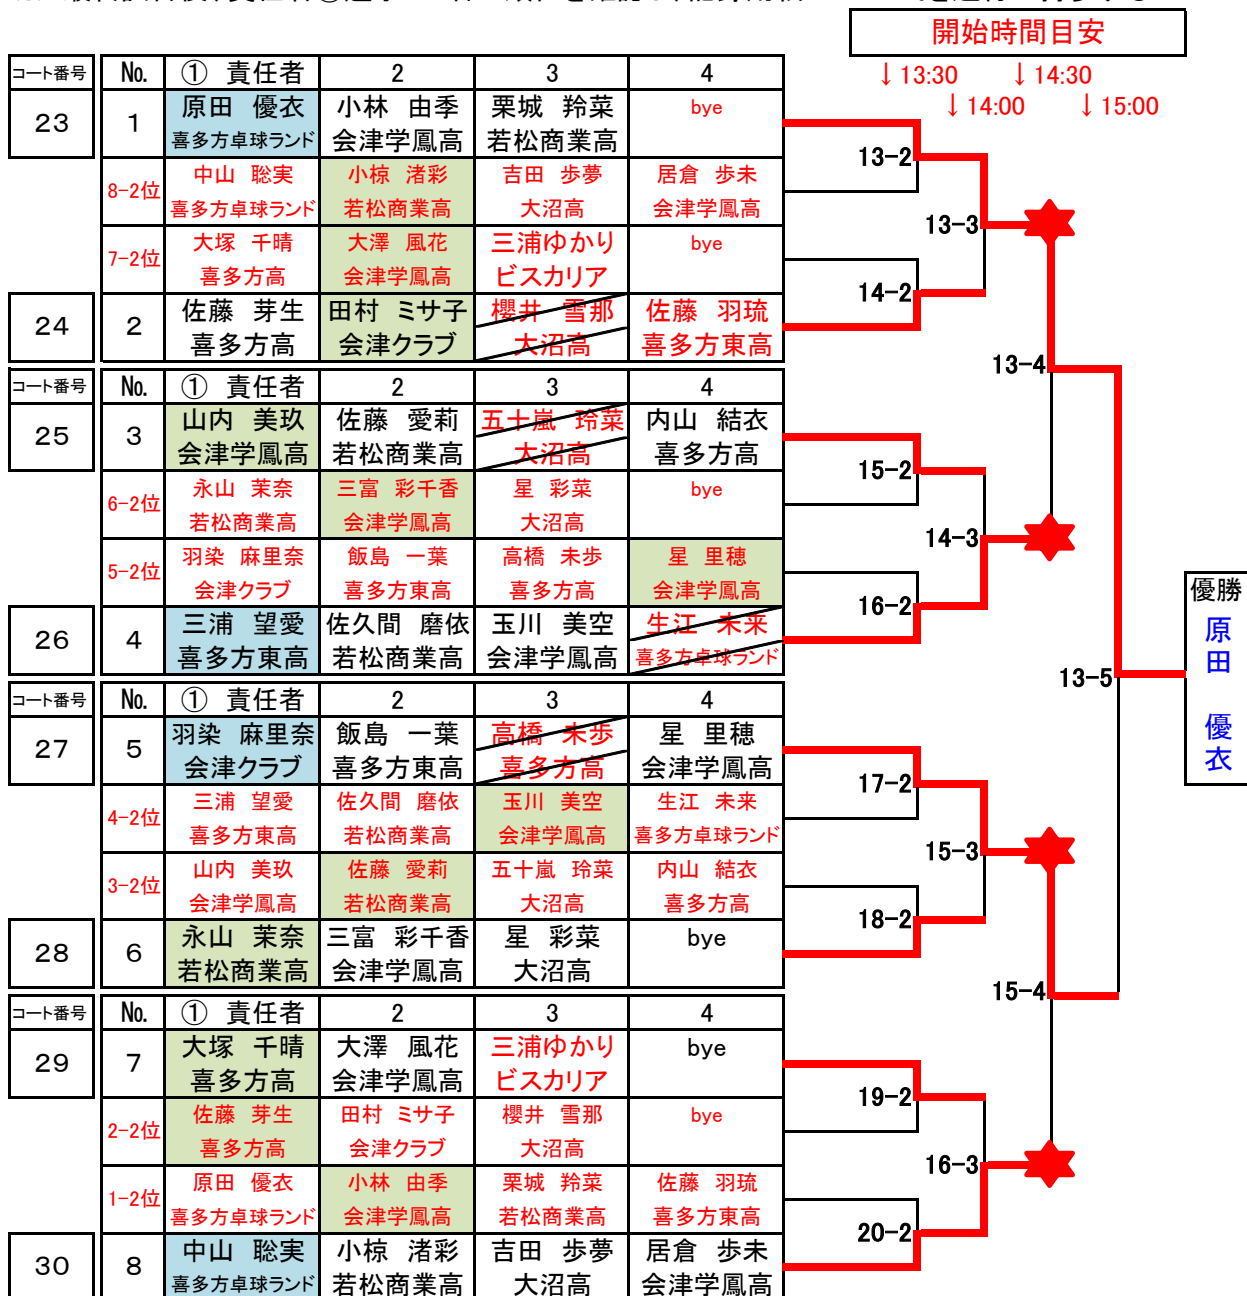 開始時間目安
↓13:30 ↓14:30
↓14:00 ↓15:00
コート番号 No. ① 責任者 2 3 4
23 1 原田 優衣 小林 由季 栗城 羚菜 bye
喜多方卓球ランド 会津学鳳高 若松商業高
13-2
8-2位 中山 聡実 小椋 渚彩 吉田 歩夢 居倉 歩未
喜多方卓球ランド 若松商業高 大沼高 会津学鳳高
13-3
7-2位 大塚 千晴 大澤 風花 三浦ゆかり bye
喜多方高 会津学鳳高 ビスカリア
14-2
24 2 佐藤 芽生 田村 ミサ子 櫻井 雪那 佐藤 羽琉
喜多方高 会津クラブ 大沼高 喜多方東高
13-4
コート番号 No. ① 責任者 2 3 4
25 3 山内 美玖 佐藤 愛莉 五十嵐 玲菜 内山 結衣
会津学鳳高 若松商業高 大沼高 喜多方高
15-2
6-2位 永山 茉奈 三富 彩千香 星 彩菜 bye
若松商業高 会津学鳳高 大沼高
14-3
5-2位 羽染 麻里奈 飯島 一葉 高橋 未歩 星 里穂
会津クラブ 喜多方東高 喜多方高 会津学鳳高
16-2
26 4 三浦 望愛 佐久間 磨依 玉川 美空 生江 未来
喜多方東高 若松商業高 会津学鳳高 喜多方卓球ランド
13-5
優勝
原田 優衣
コート番号 No. ① 責任者 2 3 4
27 5 羽染 麻里奈 飯島 一葉 高橋 未歩 星 里穂
会津クラブ 喜多方東高 喜多方高 会津学鳳高
17-2
4-2位 三浦 望愛 佐久間 磨依 玉川 美空 生江 未来
喜多方東高 若松商業高 会津学鳳高 喜多方卓球ランド
15-3
3-2位 山内 美玖 佐藤 愛莉 五十嵐 玲菜 内山 結衣
会津学鳳高 若松商業高 大沼高 喜多方高
18-2
28 6 永山 茉奈 三富 彩千香 星 彩菜 bye
若松商業高 会津学鳳高 大沼高
15-4
コート番号 No. ① 責任者 2 3 4
29 7 大塚 千晴 大澤 風花 三浦ゆかり bye
喜多方高 会津学鳳高 ビスカリア
19-2
2-2位 佐藤 芽生 田村 ミサ子 櫻井 雪那 bye
喜多方高 会津クラブ 大沼高
16-3
1-2位 原田 優衣 小林 由季 栗城 羚菜 佐藤 羽琉
喜多方卓球ランド 会津学鳳高 若松商業高 喜多方東高
20-2
30 8 中山 聡実 小椋 渚彩 吉田 歩夢 居倉 歩未
喜多方卓球ランド 若松商業高 大沼高 会津学鳳高